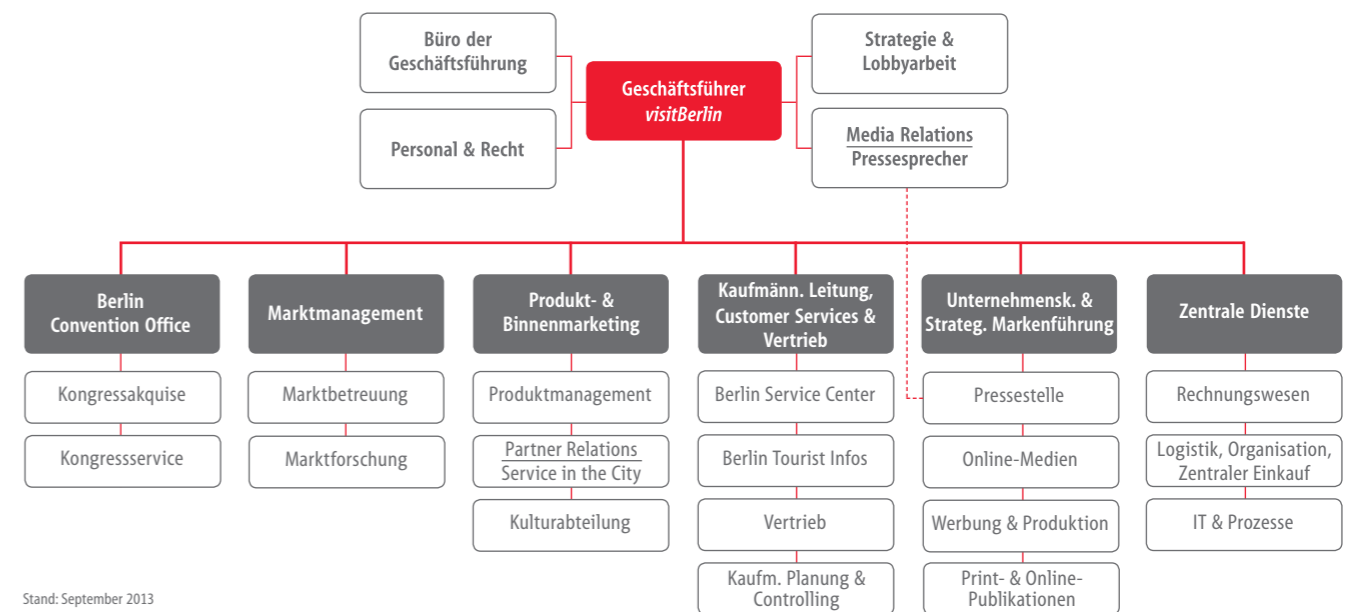 Büro der
Geschäftsführung
Strategie &
Lobbyarbeit
Geschäftsführer
visitBerlin
Personal & Recht
Media Relations
Pressesprecher
Berlin
Convention Office
Kongressakquise
Kongressservice
Marktmanagement
Marktbetreuung
Marktforschung
Produkt- &
Binnenmarketing
Produktmanagement
Partner Relations
Service in the City
Kulturabteilung
Kaufmänn. Leitung,
Customer Services &
Vertrieb
Berlin Service Center
Berlin Tourist Infos
Vertrieb
Kaufm. Planung &
Controlling
Unternehmensk. &
Strateg. Markenführung
Pressestelle
Online-Medien
Werbung & Produktion
Print- & Online-
Publikationen
Zentrale Dienste
Rechnungswesen
Logistik, Organisation,
Zentraler Einkauf
IT & Prozesse
Stand: September 2013